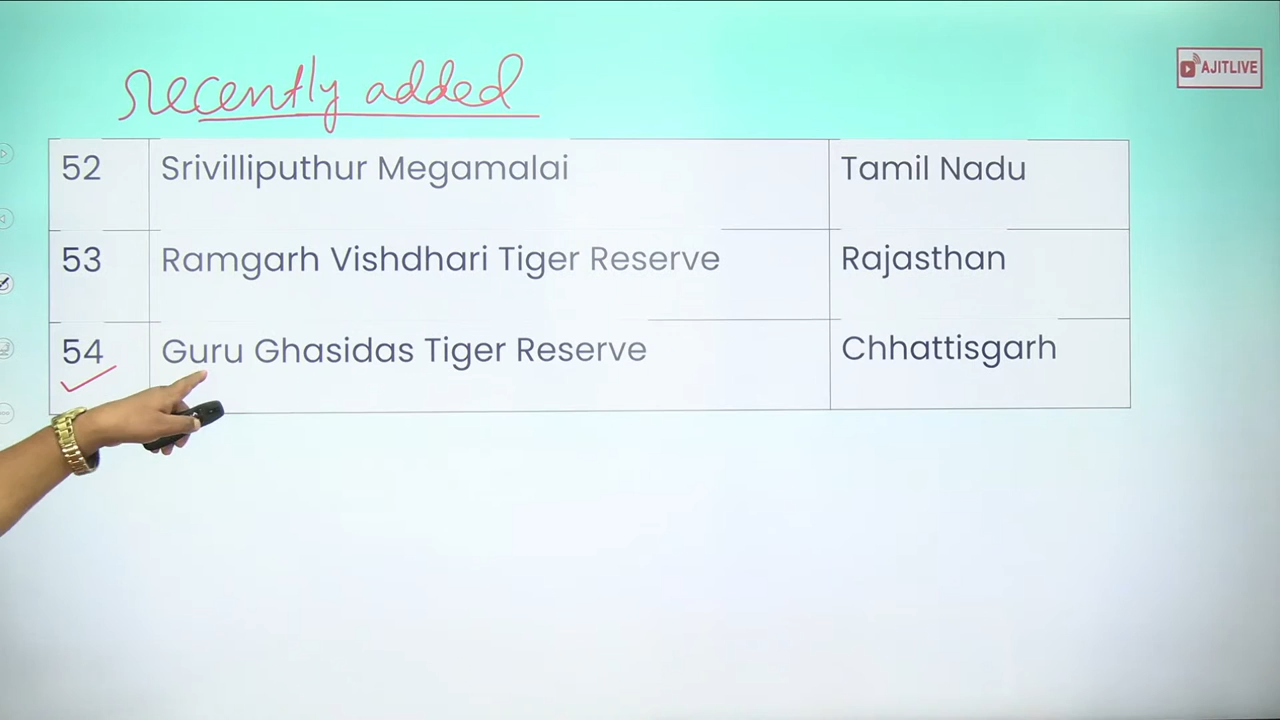 recently added
AJITLIVE
52 Srivilliputhur Megamalai Tamil Nadu
53 Ramgarh Vishdhari Tiger Reserve Rajasthan
54 Guru Ghasidas Tiger Reserve Chhattisgarh